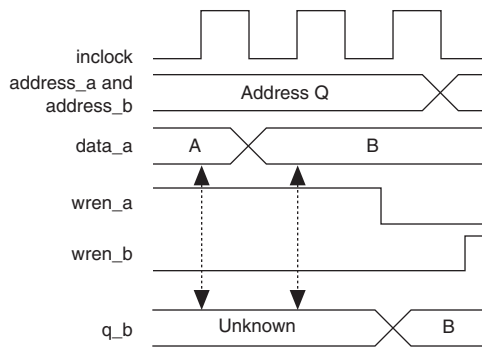 inclock
address_a and
address_b
Address Q
data_a
A
B
wren_a
wren_b
q_b
Unknown
B